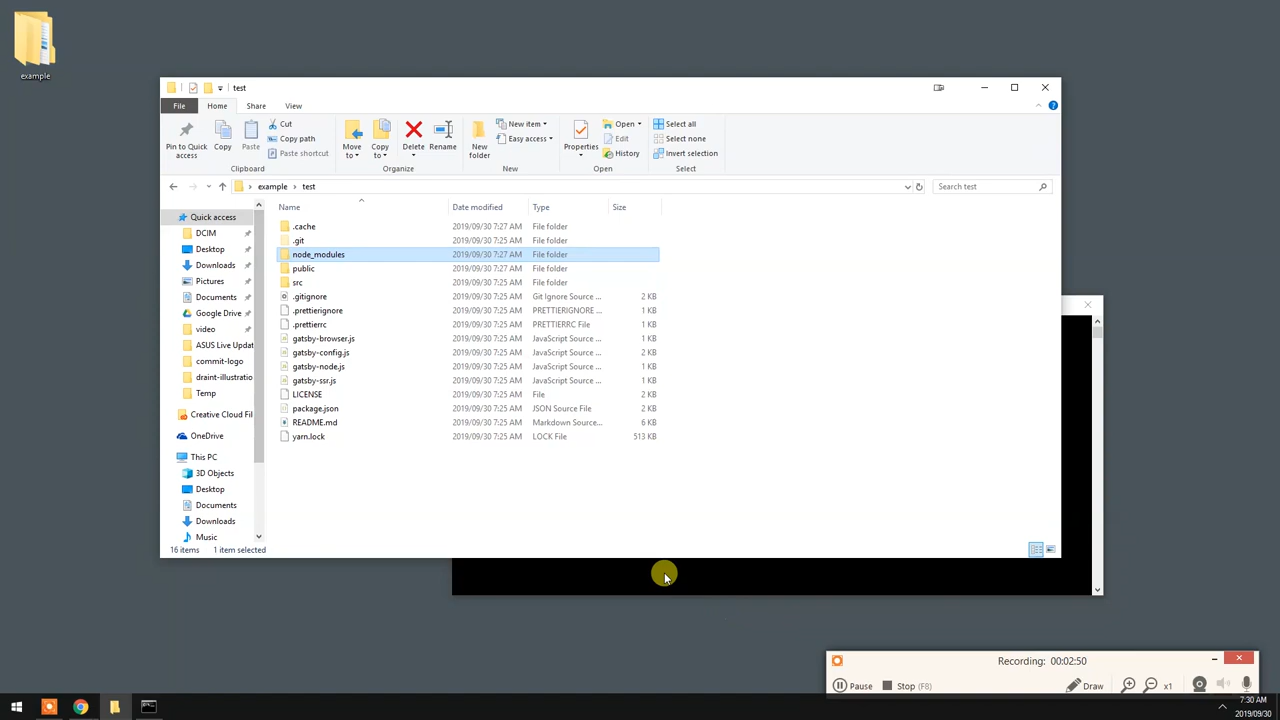 example
test
File
Home
Share
View
Pin to Quick access
Copy
Paste
Cut
Copy path
Paste shortcut
Clipboard
Move to
Copy to
Delete
Rename
Organize
New folder
New item
Easy access
New
Properties
Open
Edit
History
Open
Select all
Select none
Invert selection
Select
example > test
Search test
Name Date modified Type Size
Quick access
DCIM
Desktop
Downloads
Pictures
Documents
Google Drive
video
ASUS Live Updat
commit-logo
draint-illustratio
Temp
Creative Cloud Fil
OneDrive
This PC
3D Objects
Desktop
Documents
Downloads
Music
.cache 2019/09/30 7:27 AM File folder
.git 2019/09/30 7:25 AM File folder
node_modules 2019/09/30 7:27 AM File folder
public 2019/09/30 7:27 AM File folder
src 2019/09/30 7:25 AM File folder
.gitignore 2019/09/30 7:25 AM Git Ignore Source ... 2 KB
.prettierignore 2019/09/30 7:25 AM PRETTIERIGNORE ... 1 KB
.prettierrc 2019/09/30 7:25 AM PRETTIERRC File 1 KB
gatsby-browser.js 2019/09/30 7:25 AM JavaScript Source ... 1 KB
gatsby-config.js 2019/09/30 7:25 AM JavaScript Source ... 2 KB
gatsby-node.js 2019/09/30 7:25 AM JavaScript Source ... 1 KB
gatsby-ssr.js 2019/09/30 7:25 AM JavaScript Source ... 1 KB
LICENSE 2019/09/30 7:25 AM File 2 KB
package.json 2019/09/30 7:25 AM JSON Source File 2 KB
README.md 2019/09/30 7:25 AM Markdown Source... 6 KB
yarn.lock 2019/09/30 7:25 AM LOCK File 513 KB
16 items 1 item selected
Recording: 00:02:50
Pause Stop (F8) Draw x1
7:30 AM
2019/09/30